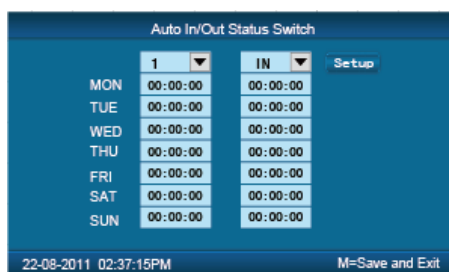 Auto In/Out Status Switch
1 IN Setup
MON 00:00:00 00:00:00
TUE 00:00:00 00:00:00
WED 00:00:00 00:00:00
THU 00:00:00 00:00:00
FRI 00:00:00 00:00:00
SAT 00:00:00 00:00:00
SUN 00:00:00 00:00:00
22-08-2011 02:37:15PM M=Save and Exit